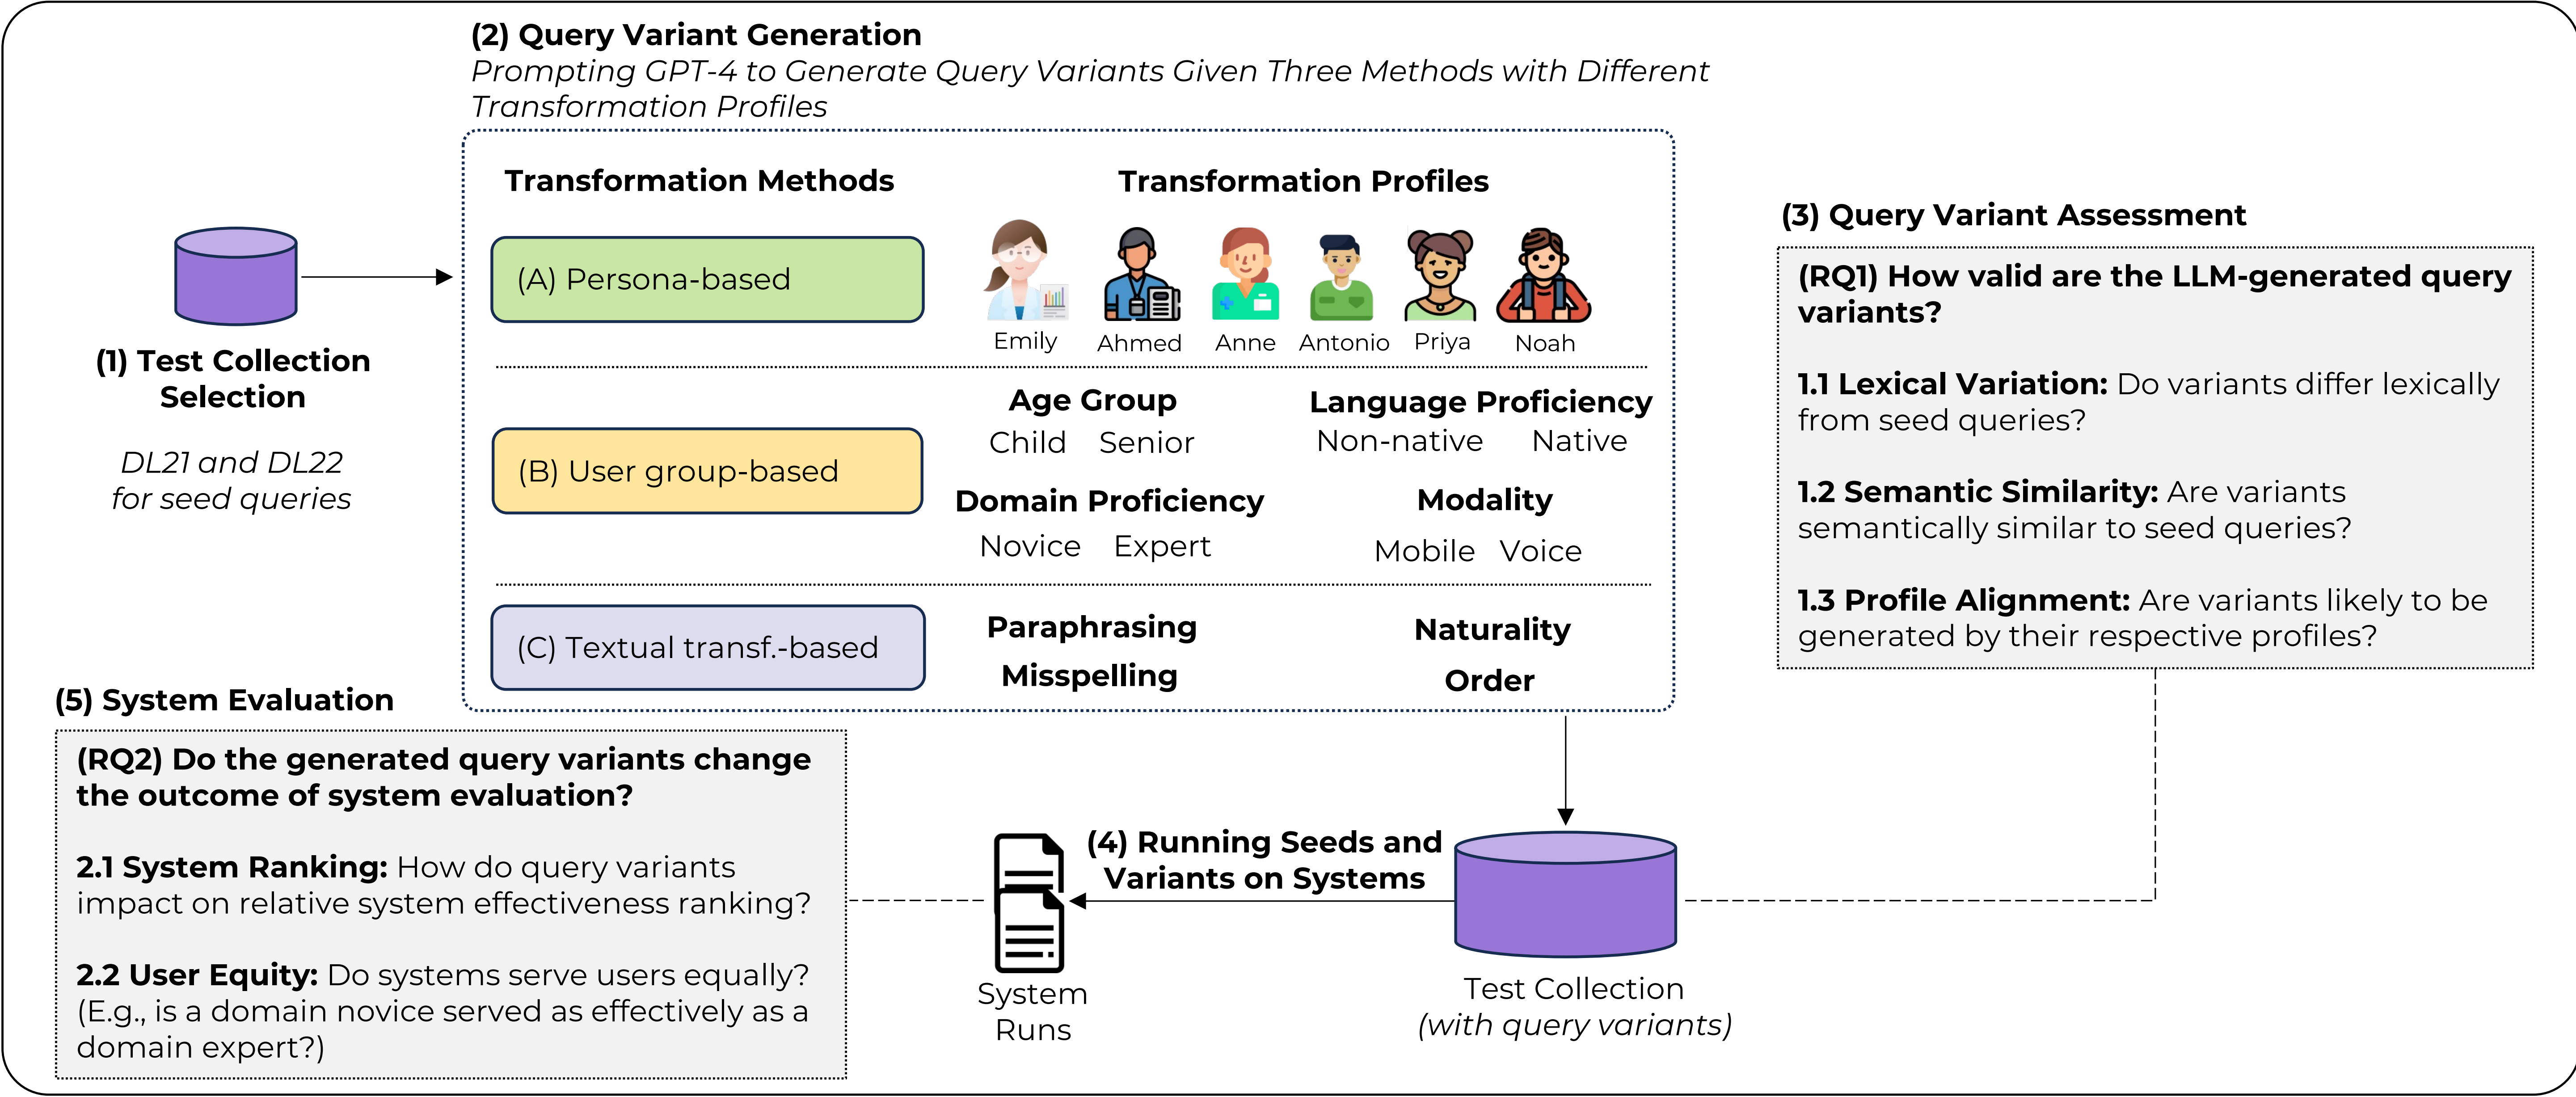 (2) Query Variant Generation
Prompting GPT-4 to Generate Query Variants Given Three Methods with Different
Transformation Profiles
Transformation Methods
Transformation Profiles
(A) Persona-based
Emily
Ahmed
Anne
Antonio
Priya
Noah
(B) User group-based
Age Group
Child Senior
Language Proficiency
Non-native Native
Domain Proficiency
Novice Expert
Modality
Mobile Voice
(C) Textual transf.-based
Paraphrasing
Naturality
Misspelling
Order
(1) Test Collection
Selection
DL21 and DL22
for seed queries
(3) Query Variant Assessment
(RQ1) How valid are the LLM-generated query
variants?
1.1 Lexical Variation: Do variants differ lexically
from seed queries?
1.2 Semantic Similarity: Are variants
semantically similar to seed queries?
1.3 Profile Alignment: Are variants likely to be
generated by their respective profiles?
(4) Running Seeds and
Variants on Systems
Test Collection
(with query variants)
System
Runs
(5) System Evaluation
(RQ2) Do the generated query variants change
the outcome of system evaluation?
2.1 System Ranking: How do query variants
impact on relative system effectiveness ranking?
2.2 User Equity: Do systems serve users equally?
(E.g., is a domain novice served as effectively as a
domain expert?)